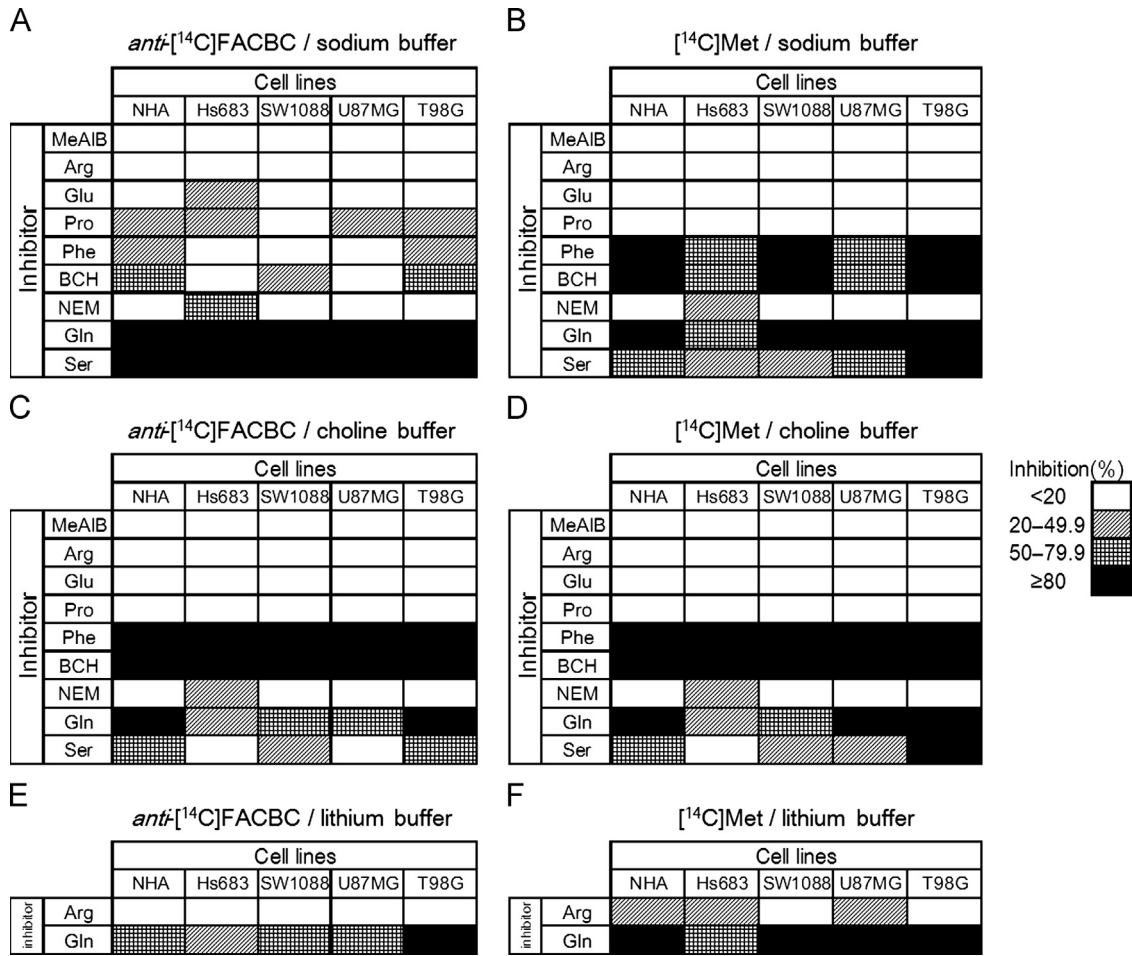 A
anti-[¹⁴C]FACBC / sodium buffer
Cell lines
NHA Hs683 SW1088 U87MG T98G
Inhibitor
MeAIB
Arg
Glu
Pro
Phe
BCH
NEM
Gln
Ser
B
[¹⁴C]Met / sodium buffer
Cell lines
NHA Hs683 SW1088 U87MG T98G
Inhibitor
MeAIB
Arg
Glu
Pro
Phe
BCH
NEM
Gln
Ser
C
anti-[¹⁴C]FACBC / choline buffer
Cell lines
NHA Hs683 SW1088 U87MG T98G
Inhibitor
MeAIB
Arg
Glu
Pro
Phe
BCH
NEM
Gln
Ser
D
[¹⁴C]Met / choline buffer
Cell lines
NHA Hs683 SW1088 U87MG T98G
Inhibitor
MeAIB
Arg
Glu
Pro
Phe
BCH
NEM
Gln
Ser
Inhibition(%)
<20
20–49.9
50–79.9
≥80
E
anti-[¹⁴C]FACBC / lithium buffer
Cell lines
NHA Hs683 SW1088 U87MG T98G
inhibitor
Arg
Gln
F
[¹⁴C]Met / lithium buffer
Cell lines
NHA Hs683 SW1088 U87MG T98G
inhibitor
Arg
Gln